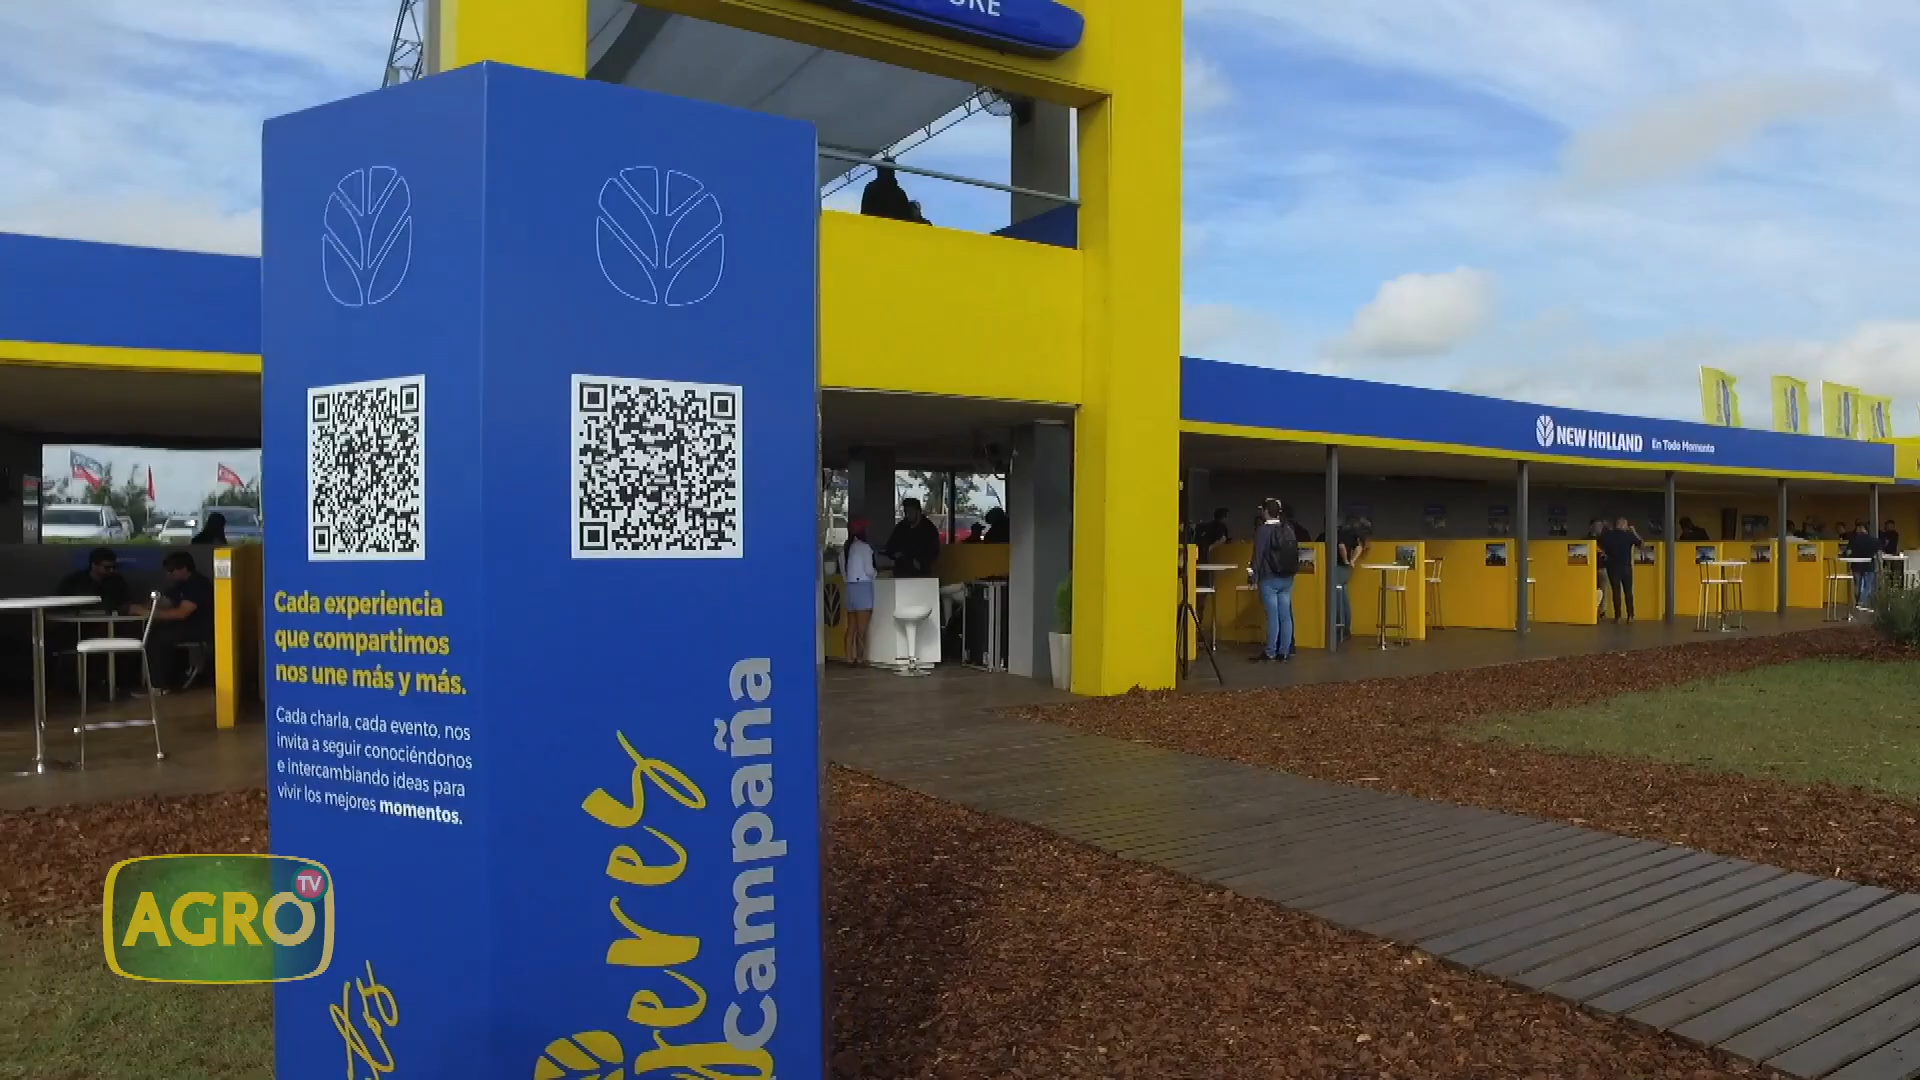 Cada experiencia
que compartimos
nos une más y más.
Cada charla, cada evento, nos
invita a seguir conociéndonos
e intercambiando ideas para
vivir los mejores momentos.
Campaña
NEW HOLLAND En Todo Momento
AGRO TV